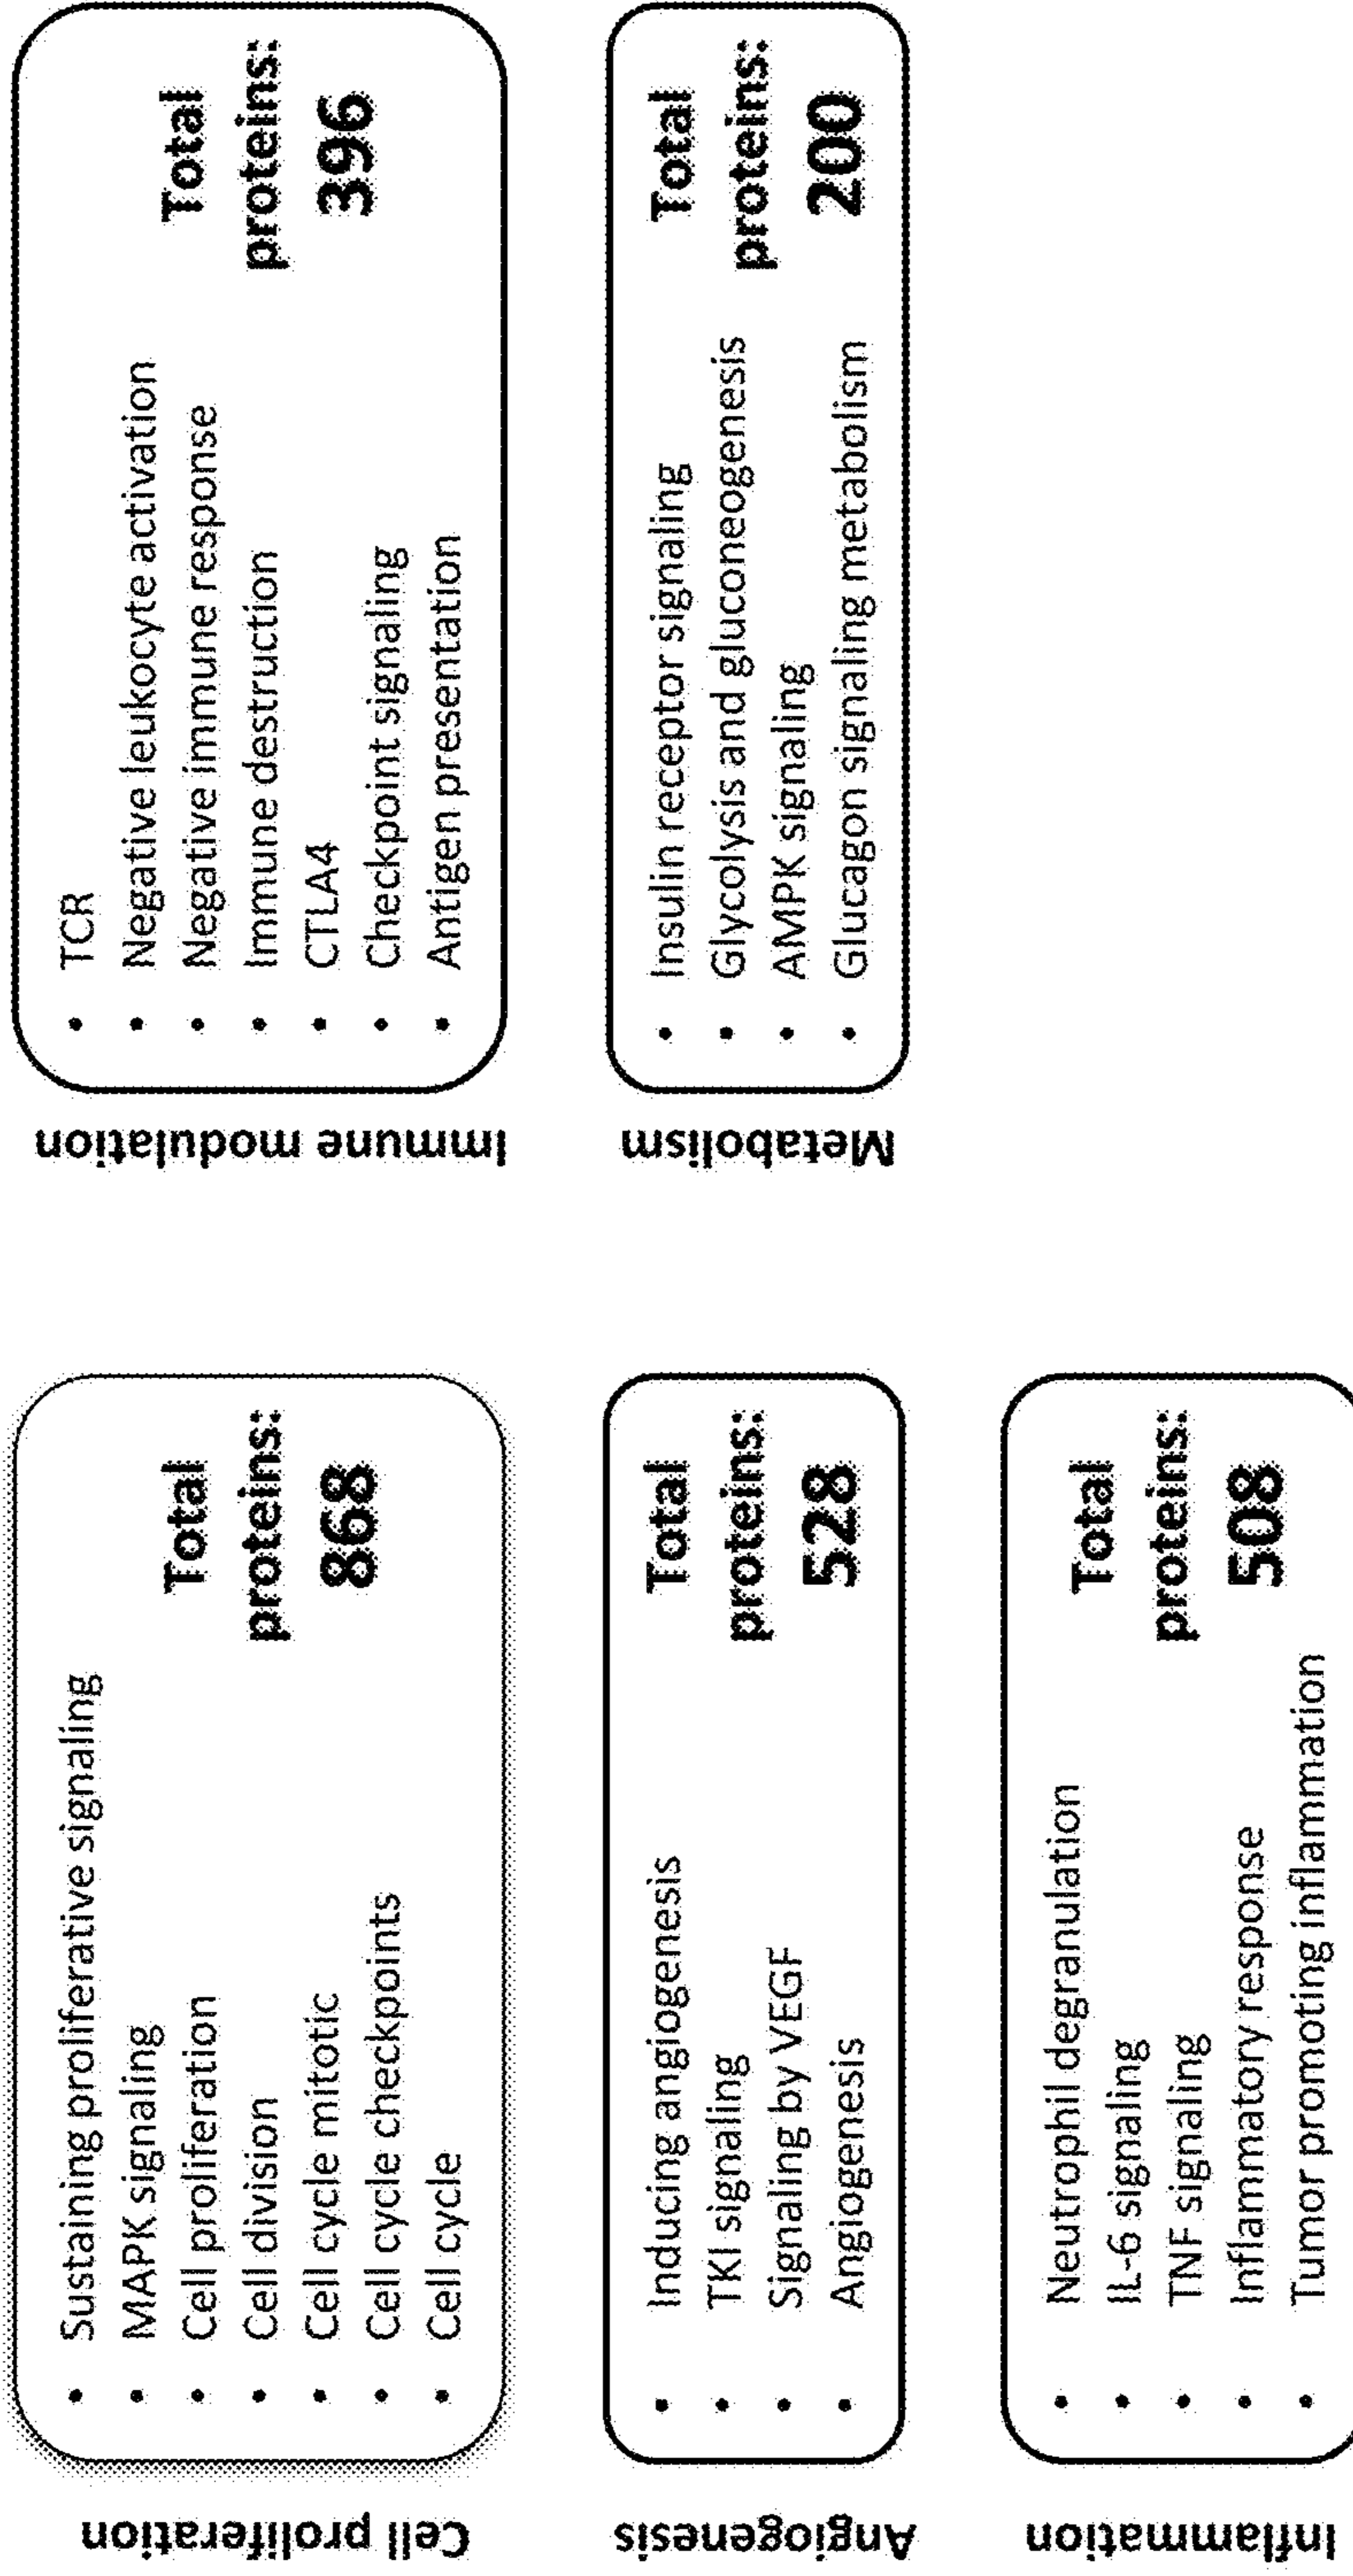 Cell proliferation
• Sustaining proliferative signaling
• MAPK signaling
• Cell proliferation
• Cell division
• Cell cycle mitotic
• Cell cycle checkpoints
• Cell cycle
Total
proteins:
868
Immune modulation
• TCR
• Negative leukocyte activation
• Negative immune response
• Immune destruction
• CTLA4
• Checkpoint signaling
• Antigen presentation
Total
proteins:
396
Angiogenesis
• Inducing angiogenesis
• TKI signaling
• Signaling by VEGF
• Angiogenesis
Total
proteins:
528
Metabolism
• Insulin receptor signaling
• Glycolysis and gluconeogenesis
• AMPK signaling
• Glucagon signaling metabolism
Total
proteins:
200
Inflammation
• Neutrophil degranulation
• IL-6 signaling
• TNF signaling
• Inflammatory response
• Tumor promoting inflammation
Total
proteins:
508